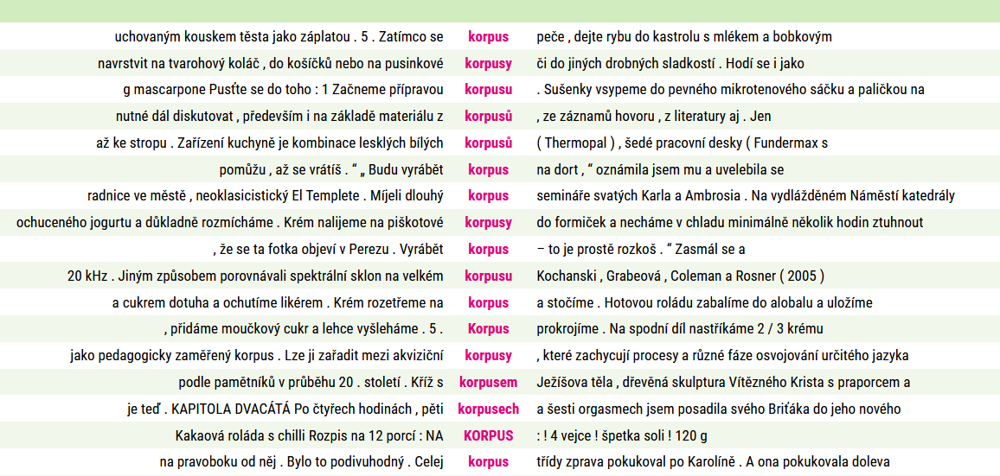 uchovaným kouskem těsta jako záplatou . 5 . Zatímco se korpus peče , dejte rybu do kastrolu s mlékem a bobkovým
navrstvit na tvarohový koláč , do košíčků nebo na pusinkové korpusy či do jiných drobných sladkostí . Hodí se i jako
g mascarpone Pusťte se do toho : 1 Začneme přípravou korpusu . Sušenky vsypeme do pevného mikrotenového sáčku a paličkou na
nutné dál diskutovat , především i na základě materiálu z korpusů , ze záznamů hovoru , z literatury aj . Jen
až ke stropu . Zařízení kuchyně je kombinace lesklých bílých korpusů ( Thermopal ) , šedé pracovní desky ( Fundermax s
pomůžu , až se vrátíš . “ „ Budu vyrábět korpus na dort , “ oznámila jsem mu a uvelebila se
radnice ve městě , neoklasicistický El Templete . Míjeli dlouhý korpus semináře svatých Karla a Ambrosia . Na vydlážděném Náměstí katedrály
ochuceného jogurtu a důkladně rozmícháme . Krém nalijeme na piškotové korpusy do formiček a necháme v chladu minimálně několik hodin ztuhnout
, že se ta fotka objeví v Perezu . Vyrábět korpus – to je prostě rozkoš . “ Zasmál se a
20 kHz . Jiným způsobem porovnávali spektrální sklon na velkém korpusu Kochanski , Grabeová , Coleman a Rosner ( 2005 )
a cukrem dotuha a ochutíme likérem . Krém rozetřeme na korpus a stočíme . Hotovou roládu zabalíme do alobalu a uložíme
, přidáme moučkový cukr a lehce vyšleháme . 5 . Korpus prokrojíme . Na spodní díl nastříkáme 2 / 3 krému
jako pedagogicky zaměřený korpus . Lze ji zařadit mezi akviziční korpusy , které zachycují procesy a různé fáze osvojování určitého jazyka
podle pamětníků v průběhu 20 . století . Kříž s korpusem Ježíšova těla , dřevěná skulptura Vítězného Krista s praporcem a
je teď . KAPITOLA DVACÁTÁ Po čtyřech hodinách , pěti korpusech a šesti orgasmech jsem posadila svého Briťáka do jeho nového
Kakaová roláda s chilli Rozpis na 12 porcí : NA KORPUS : ! 4 vejce ! špetka soli ! 120 g
na pravoboku od něj . Bylo to podivuhodný . Celej korpus třídy zprava pokukoval po Karolíně . A ona pokukovala doleva